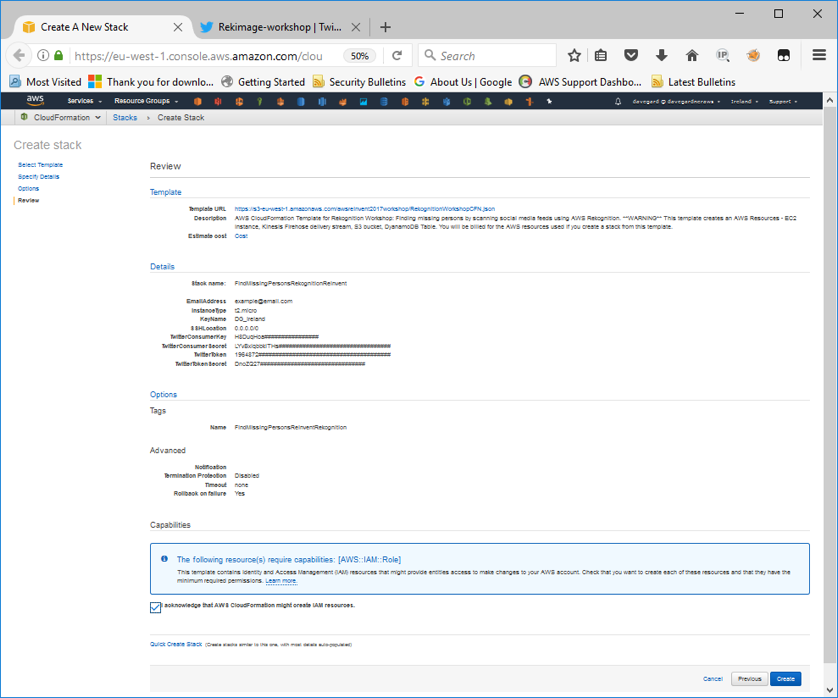 Create A New Stack
Rekimage-workshop | Twi...
https://eu-west-1.console.aws.amazon.com/clou
50%
Search
Most Visited
Thank you for downlo...
Getting Started
Security Bulletins
About Us | Google
AWS Support Dashbo...
Latest Bulletins
aws
Services
Resource Groups
Ireland
Support
CloudFormation
Stacks
Create Stack
Create stack
Select Template
Specify Details
Options
Review
Review
Template
Template URL https://s3-eu-west-1.amazonaws.com/awsreinvent2017workshop/RekognitionWorkshopCFN.json
Description AWS CloudFormation Template for Rekognition Workshop: Finding missing persons by scanning social media feeds using AWS Rekognition. **WARNING** This template creates an AWS Resources - EC2
instance, Kinesis Firehose delivery stream, S3 bucket, DyanamoDB Table. You will be billed for the AWS resources used if you create a stack from this template.
Estimate cost Cost
Details
Stack name: FindMissingPersonsRekognitionReinvent
EmailAddress example@email.com
InstanceType t2.micro
KeyName DG_Ireland
SSHLocation 0.0.0.0/0
TwitterConsumerKey
TwitterConsumerSecret
TwitterToken
TwitterTokenSecret
Options
Tags
Name FindMissingPersonsReinventRekognition
Advanced
Notification
Termination Protection Disabled
Timeout none
Rollback on failure Yes
Capabilities
The following resource(s) require capabilities: [AWS::IAM::Role]
This template contains Identity and Access Management (IAM) resources that might provide entities access to make changes to your AWS account. Check that you want to create each of these resources and that they have the
minimum required permissions. Learn more.
I acknowledge that AWS CloudFormation might create IAM resources.
Quick Create Stack (Create stacks similar to this one, with most details auto-populated)
Cancel
Previous
Create